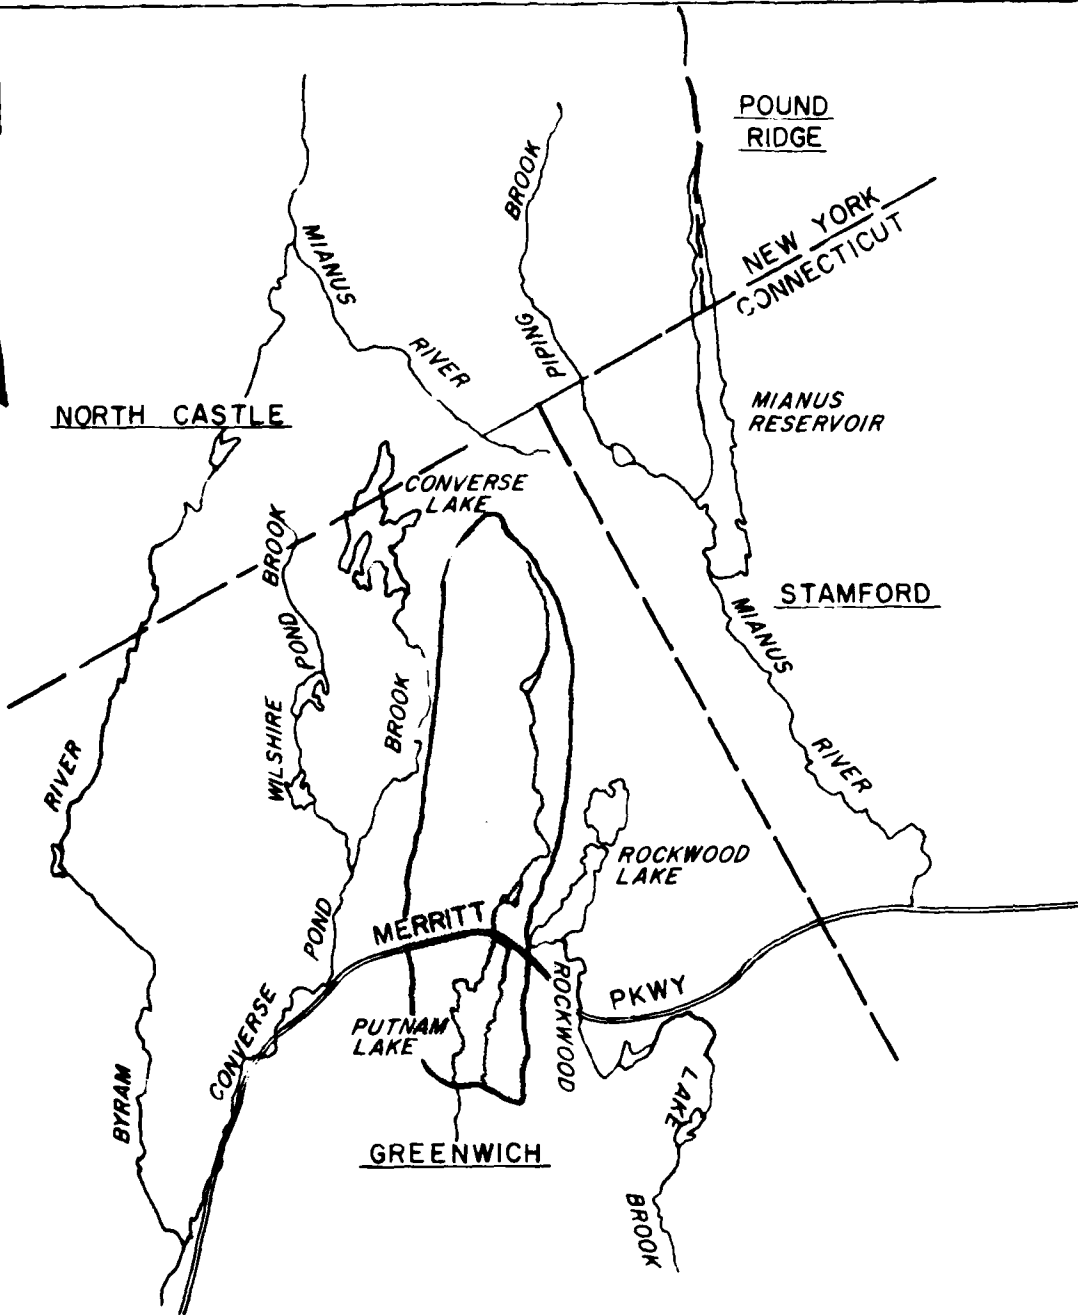 POUND
RIDGE
BROOK
NEW YORK
CONNECTICUT
MIANUS
RIVER
PIPING
MIANUS
RESERVOIR
NORTH CASTLE
CONVERSE
LAKE
BROOK
STAMFORD
MIANUS
POND
BROOK
WILSHIRE
RIVER
RIVER
ROCKWOOD
LAKE
MERRITT
POND
ROCKWOOD
PKWY
CONVERSE
PUTNAM
LAKE
BYRAM
LAKE
GREENWICH
BROOK